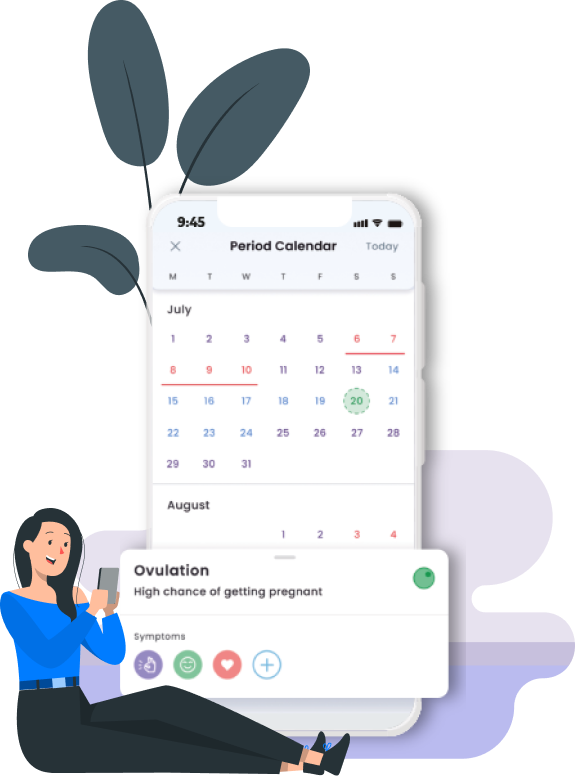 9:45
Period Calendar
Today
M T W T F S S
July
1 2 3 4 5 6 7
8 9 10 11 12 13 14
15 16 17 18 19 20 21
22 23 24 25 26 27 28
29 30 31
August
1 2 3 4
Ovulation
High chance of getting pregnant
Symptoms